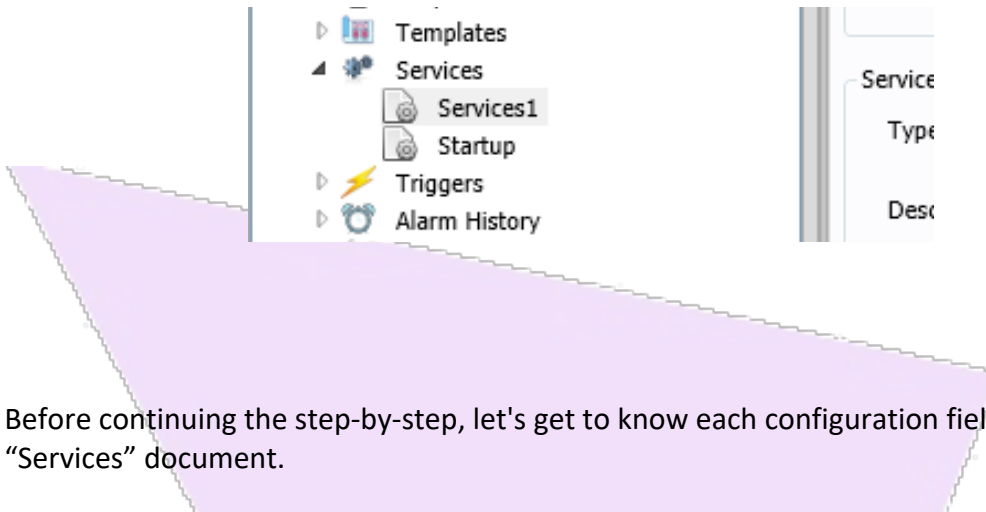 Templates
Services
Services1
Startup
Triggers
Alarm History
Service
Type
Desc
Before continuing the step-by-step, let's get to know each configuration fiel
“Services” document.